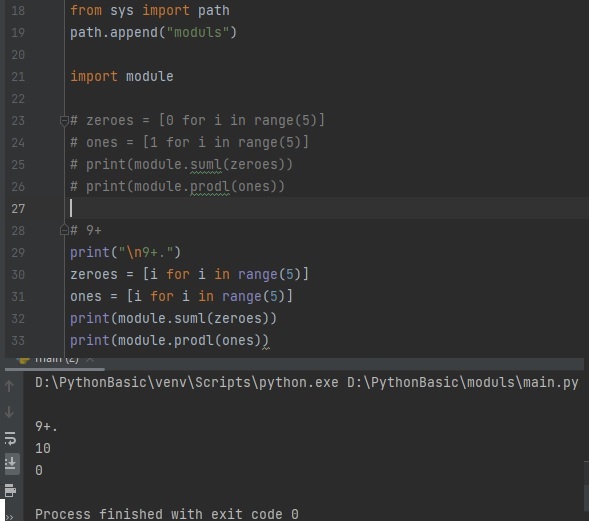 18 from sys import path
19 path.append("moduls")
20
21 import module
22
23 # zeroes = [0 for i in range(5)]
24 # ones = [1 for i in range(5)]
25 # print(module.suml(zeroes))
26 # print(module.prodl(ones))
27
28 # 9+
29 print("\n9+.")
30 zeroes = [i for i in range(5)]
31 ones = [i for i in range(5)]
32 print(module.suml(zeroes))
33 print(module.prodl(ones))
main (2) ×
D:\PythonBasic\venv\Scripts\python.exe D:\PythonBasic\moduls\main.py
9+.
10
0
Process finished with exit code 0